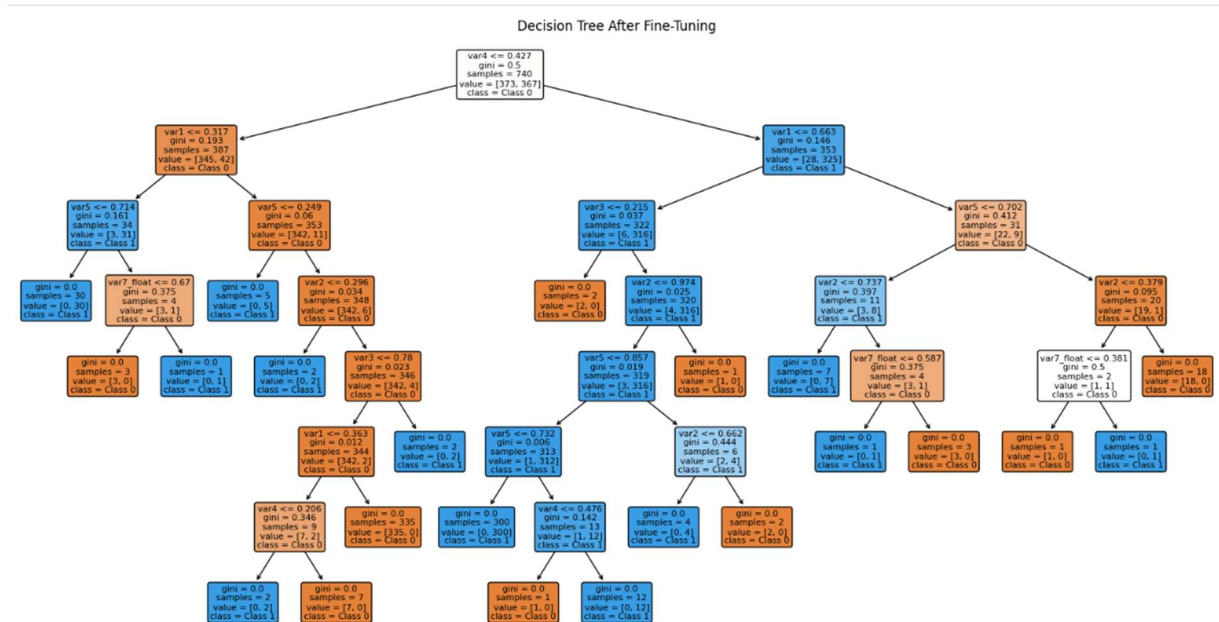 Decision Tree After Fine-Tuning
var4 <= 0.427
gini = 0.5
samples = 740
value = [373, 367]
class = Class 0
var1 <= 0.317
gini = 0.193
samples = 387
value = [345, 42]
class = Class 0
var1 <= 0.663
gini = 0.146
samples = 353
value = [28, 325]
class = Class 1
var5 <= 0.714
gini = 0.161
samples = 34
value = [3, 31]
class = Class 1
var5 <= 0.249
gini = 0.06
samples = 353
value = [342, 11]
class = Class 0
var3 <= 0.215
gini = 0.037
samples = 322
value = [6, 316]
class = Class 1
var5 <= 0.702
gini = 0.412
samples = 31
value = [22, 9]
class = Class 0
gini = 0.0
samples = 30
value = [0, 30]
class = Class 1
var7_float <= 0.67
gini = 0.375
samples = 4
value = [3, 1]
class = Class 0
gini = 0.0
samples = 5
value = [0, 5]
class = Class 1
var2 <= 0.296
gini = 0.034
samples = 348
value = [342, 6]
class = Class 0
gini = 0.0
samples = 2
value = [2, 0]
class = Class 0
var2 <= 0.974
gini = 0.025
samples = 320
value = [4, 316]
class = Class 1
var2 <= 0.737
gini = 0.397
samples = 11
value = [3, 8]
class = Class 1
var2 <= 0.379
gini = 0.095
samples = 20
value = [19, 1]
class = Class 0
gini = 0.0
samples = 3
value = [3, 0]
class = Class 0
gini = 0.0
samples = 1
value = [0, 1]
class = Class 1
gini = 0.0
samples = 2
value = [0, 2]
class = Class 1
var3 <= 0.78
gini = 0.023
samples = 346
value = [342, 4]
class = Class 0
var5 <= 0.857
gini = 0.019
samples = 319
value = [3, 316]
class = Class 1
gini = 0.0
samples = 1
value = [1, 0]
class = Class 0
gini = 0.0
samples = 7
value = [0, 7]
class = Class 1
var7_float <= 0.587
gini = 0.375
samples = 4
value = [3, 1]
class = Class 0
var7_float <= 0.381
gini = 0.5
samples = 2
value = [1, 1]
class = Class 0
gini = 0.0
samples = 18
value = [18, 0]
class = Class 0
var1 <= 0.363
gini = 0.012
samples = 344
value = [342, 2]
class = Class 0
gini = 0.0
samples = 2
value = [0, 2]
class = Class 1
var5 <= 0.732
gini = 0.006
samples = 313
value = [1, 312]
class = Class 1
var2 <= 0.662
gini = 0.444
samples = 6
value = [2, 4]
class = Class 1
gini = 0.0
samples = 1
value = [0, 1]
class = Class 1
gini = 0.0
samples = 3
value = [3, 0]
class = Class 0
gini = 0.0
samples = 1
value = [1, 0]
class = Class 0
gini = 0.0
samples = 1
value = [0, 1]
class = Class 1
var4 <= 0.206
gini = 0.346
samples = 9
value = [7, 2]
class = Class 0
gini = 0.0
samples = 335
value = [335, 0]
class = Class 0
gini = 0.0
samples = 300
value = [0, 300]
class = Class 1
var4 <= 0.476
gini = 0.142
samples = 13
value = [1, 12]
class = Class 1
gini = 0.0
samples = 4
value = [0, 4]
class = Class 1
gini = 0.0
samples = 2
value = [2, 0]
class = Class 0
gini = 0.0
samples = 2
value = [0, 2]
class = Class 1
gini = 0.0
samples = 7
value = [7, 0]
class = Class 0
gini = 0.0
samples = 1
value = [1, 0]
class = Class 0
gini = 0.0
samples = 12
value = [0, 12]
class = Class 1